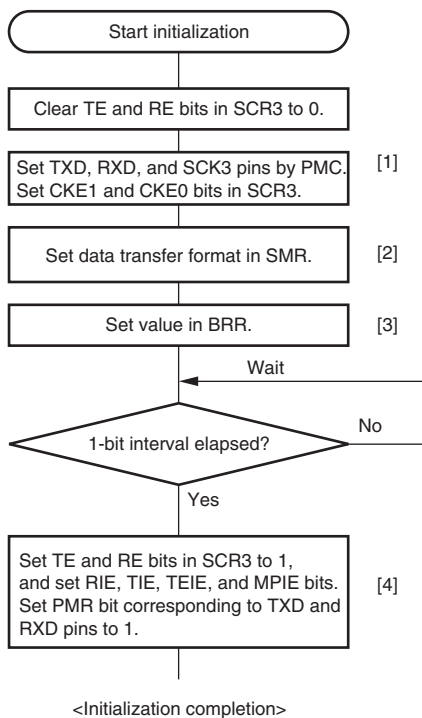 Start initialization
Clear TE and RE bits in SCR3 to 0.
Set TXD, RXD, and SCK3 pins by PMC.
Set CKE1 and CKE0 bits in SCR3.
[1]
Set data transfer format in SMR.
[2]
Set value in BRR.
[3]
Wait
1-bit interval elapsed?
No
Yes
Set TE and RE bits in SCR3 to 1,
and set RIE, TIE, TEIE, and MPIE bits.
Set PMR bit corresponding to TXD and
RXD pins to 1.
[4]
<Initialization completion>